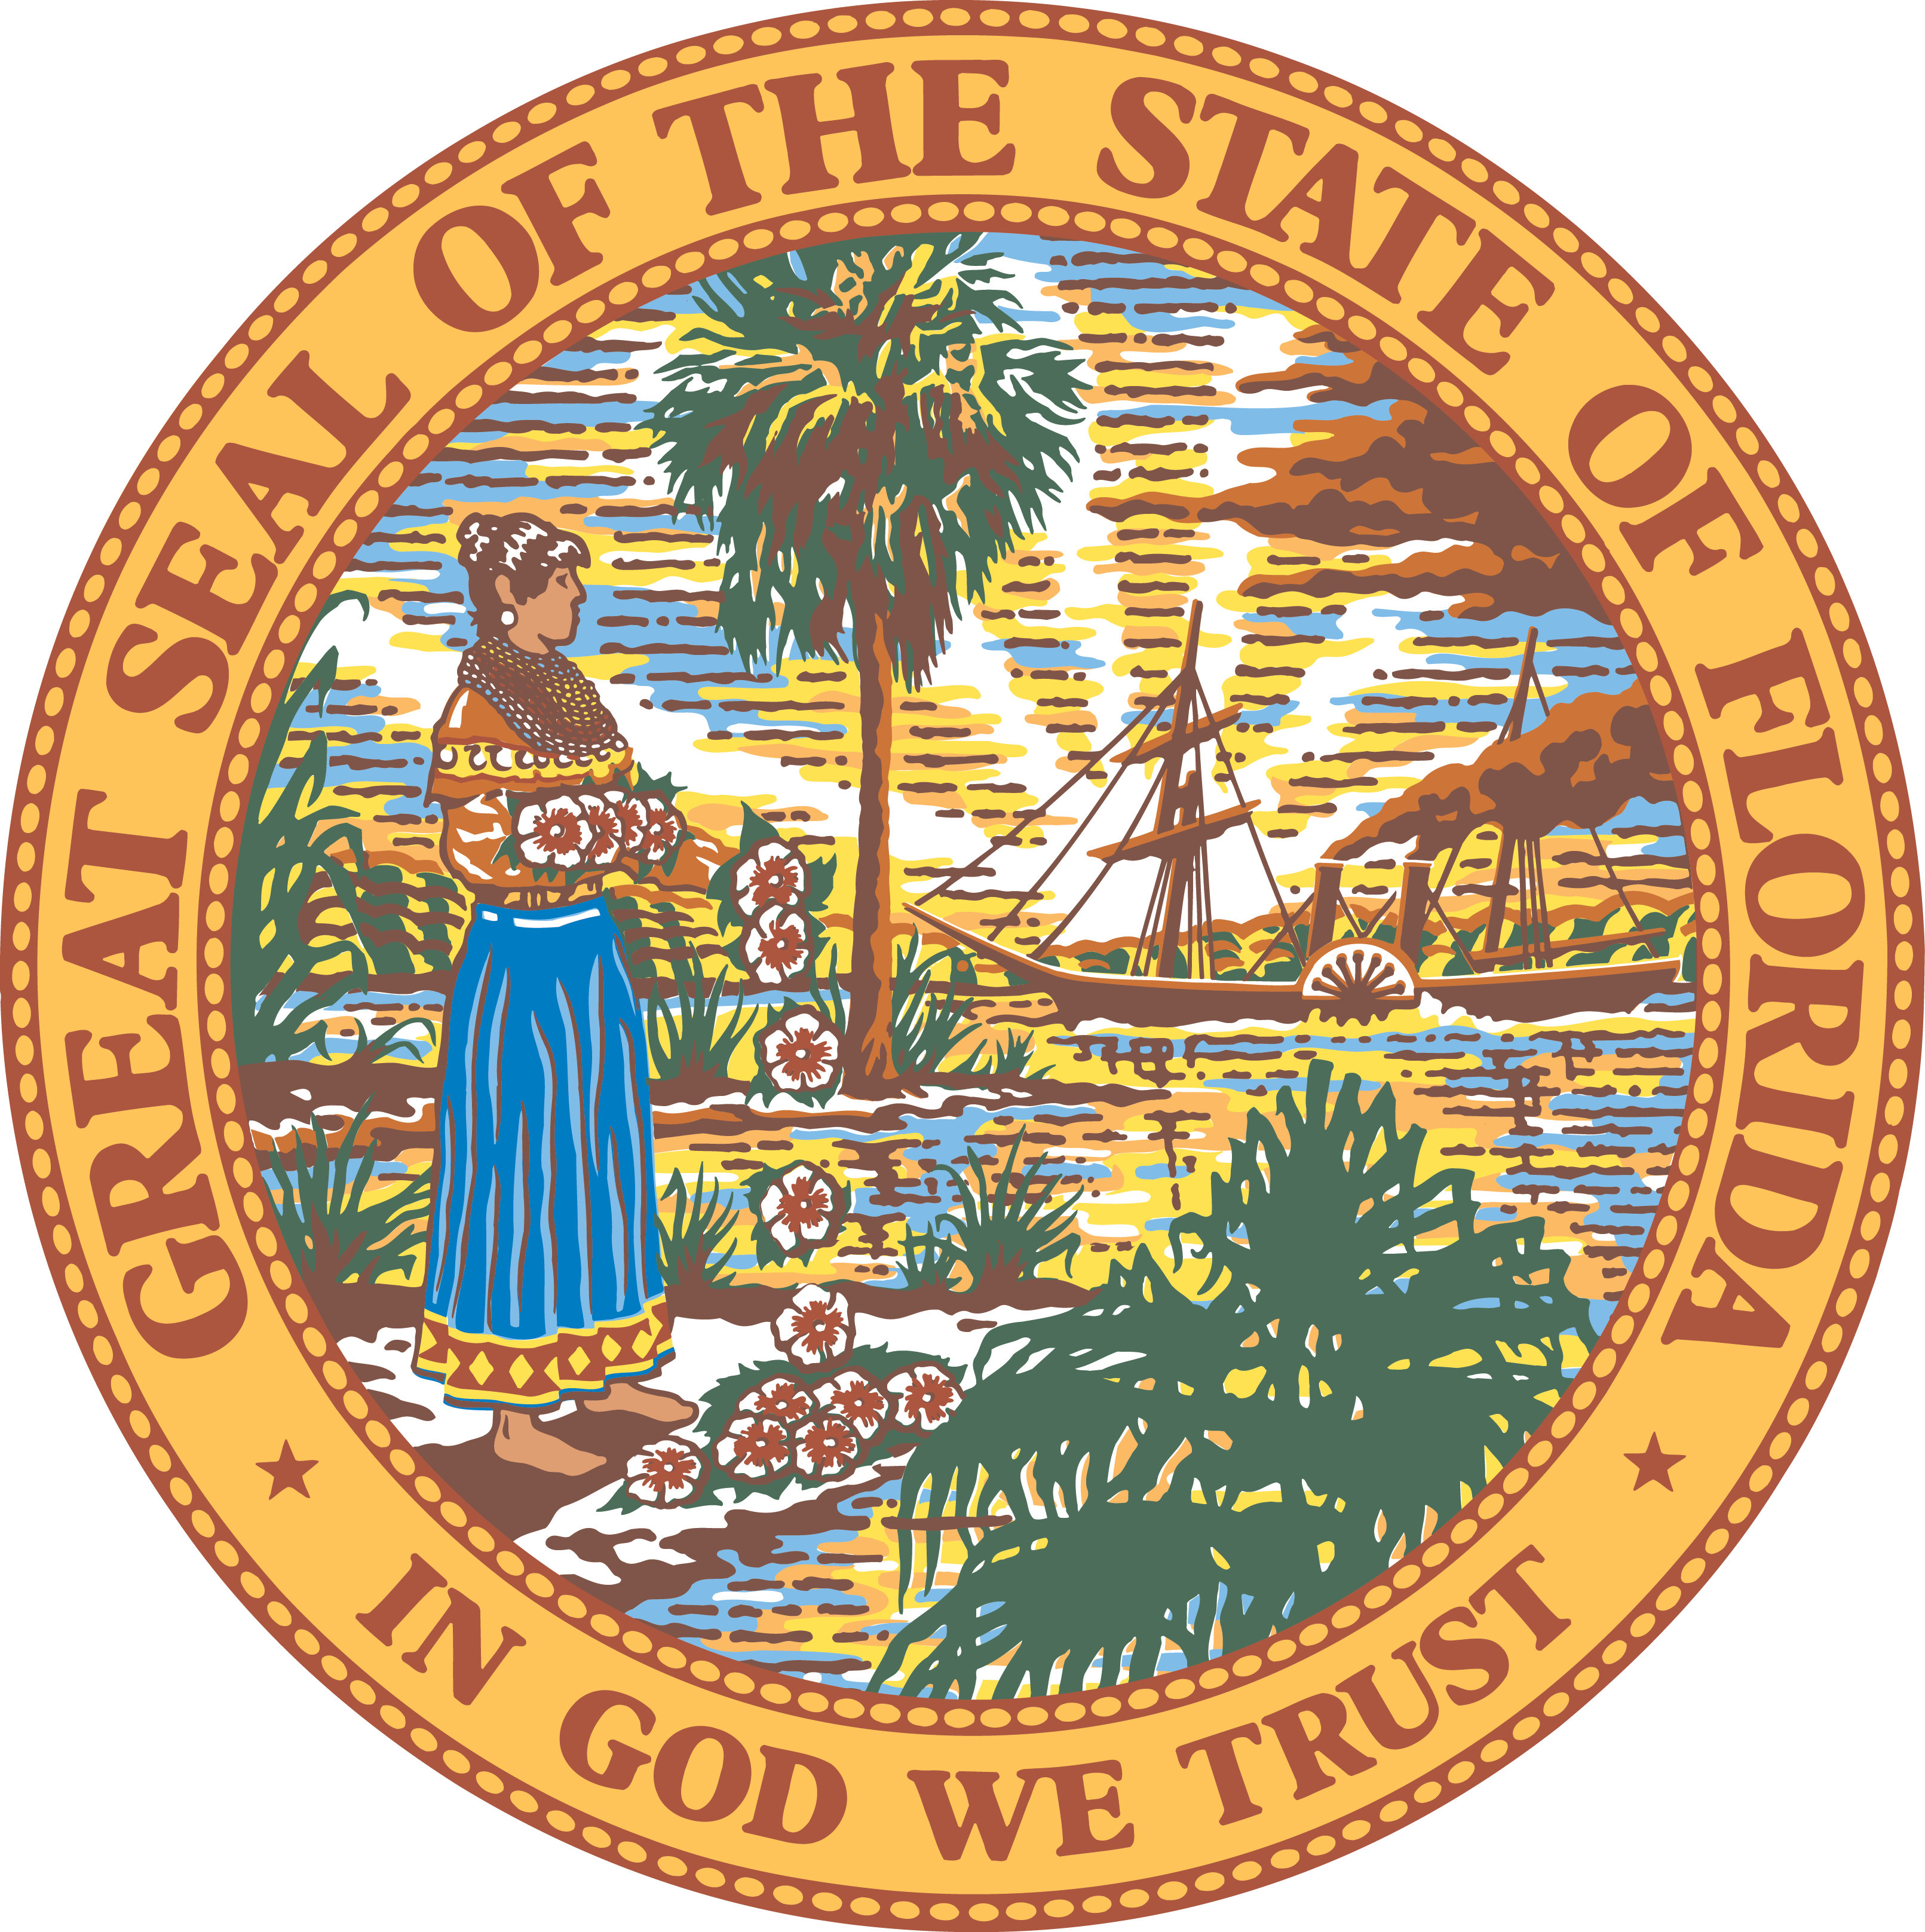 GREAT SEAL OF THE STATE OF FLORIDA
IN GOD WE TRUST